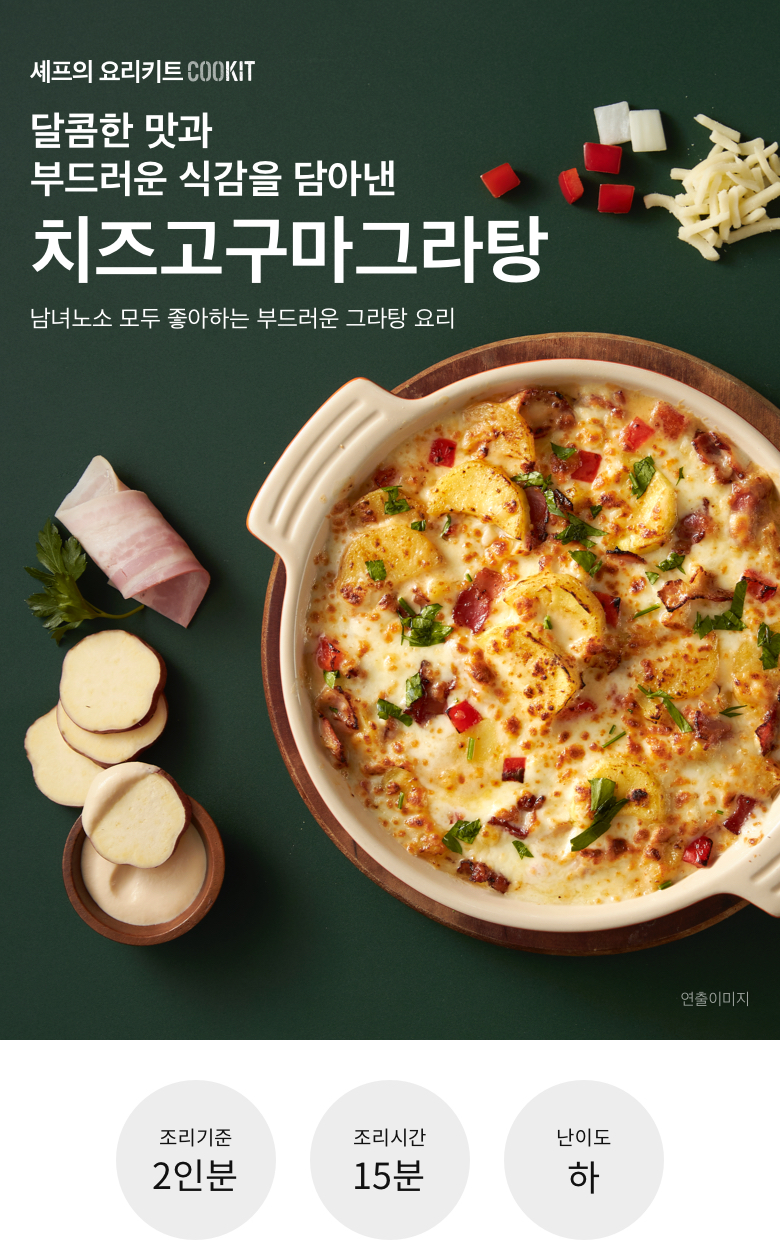 셰프의 요리키트 COOKIT
달콤한 맛과
부드러운 식감을 담아낸
치즈고구마그라탕
남녀노소 모두 좋아하는 부드러운 그라탕 요리
연출이미지
조리기준
2인분
조리시간
15분
난이도
하